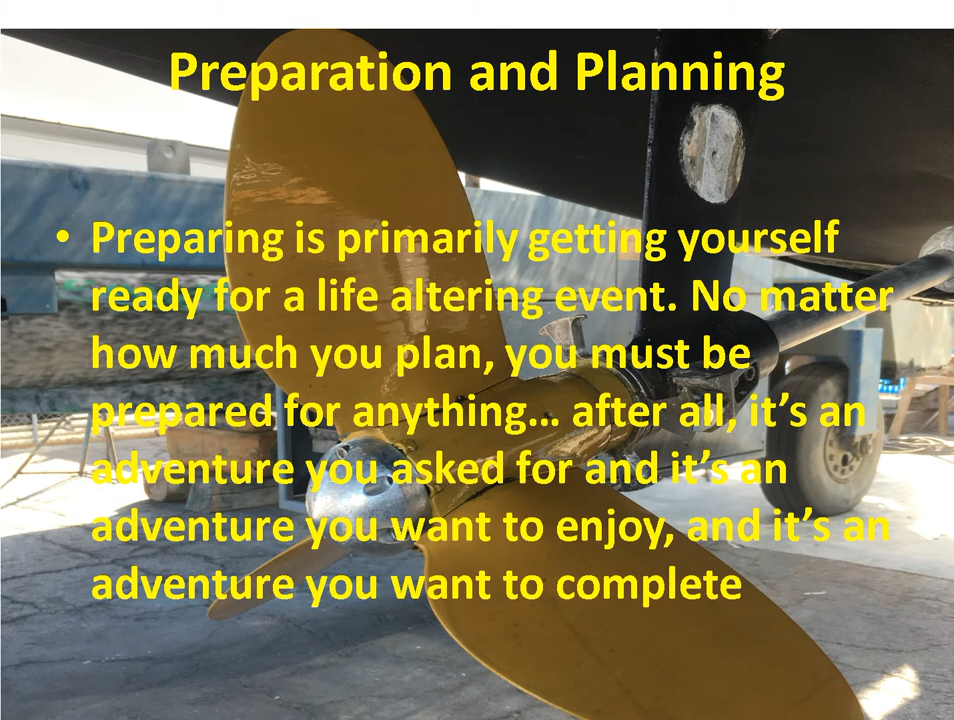 Preparation and Planning
• Preparing is primarily getting yourself
ready for a life altering event. No matter
how much you plan, you must be
prepared for anything… after all, it’s an
adventure you asked for and it’s an
adventure you want to enjoy, and it’s an
adventure you want to complete